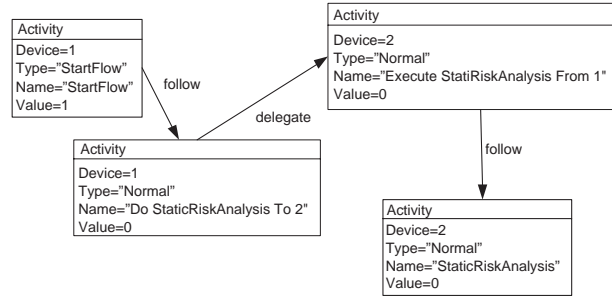 Activity
Device=1
Type="StartFlow"
Name="StartFlow"
Value=1
follow
Activity
Device=2
Type="Normal"
Name="Execute StatiRiskAnalysis From 1"
Value=0
delegate
Activity
Device=1
Type="Normal"
Name="Do StaticRiskAnalysis To 2"
Value=0
follow
Activity
Device=2
Type="Normal"
Name="StaticRiskAnalysis"
Value=0